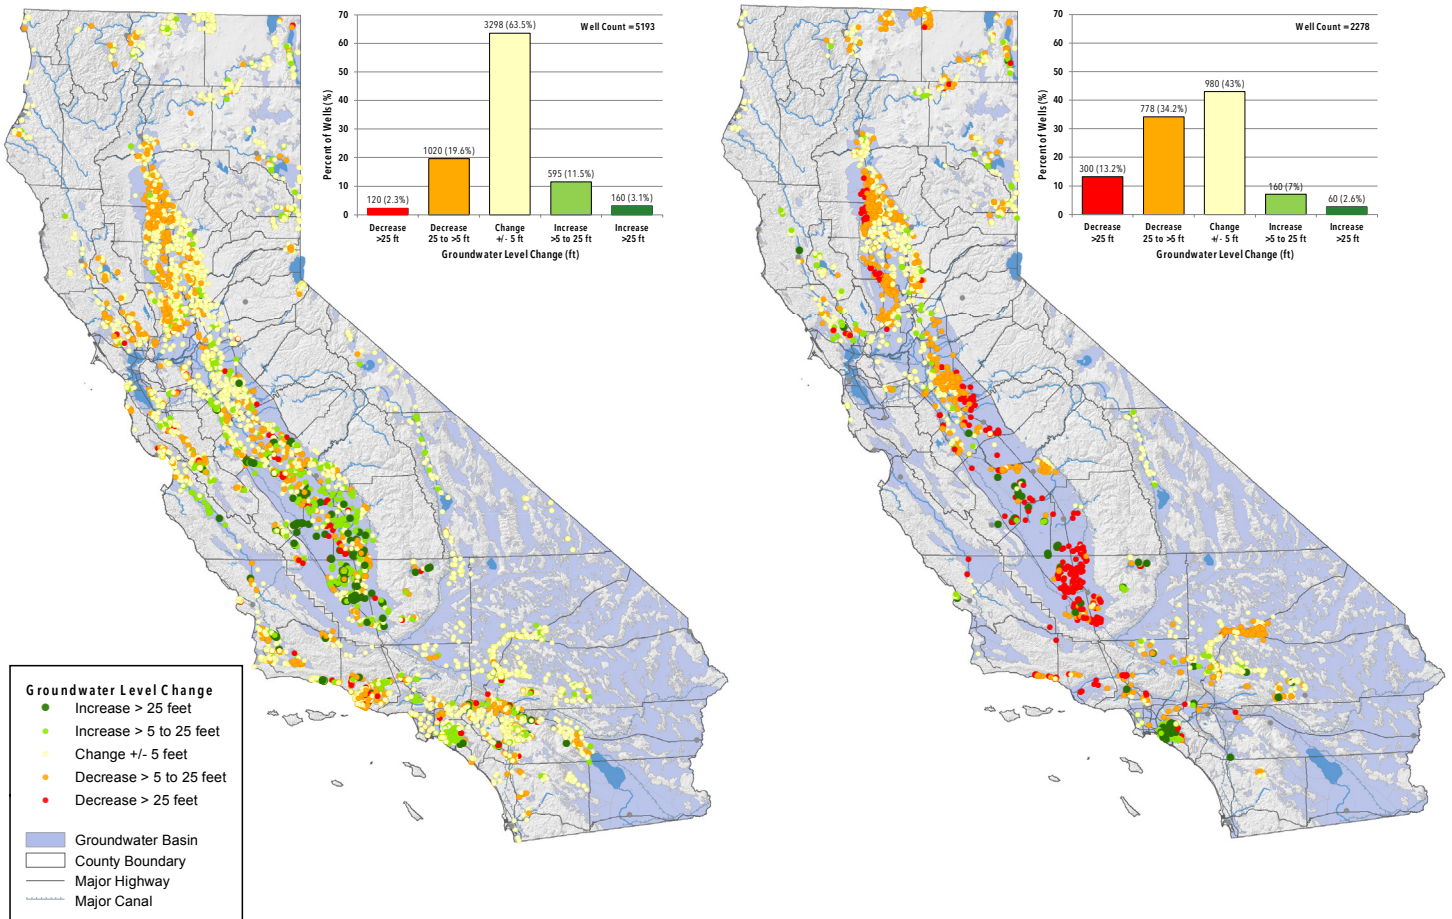 70
60
50
40
30
20
10
0
Percent of Wells (%)
Well Count = 5193
120 (2.3%)
1020 (19.6%)
3298 (63.5%)
595 (11.5%)
160 (3.1%)
Decrease
>25 ft
Decrease
25 to >5 ft
Change
+/- 5 ft
Increase
>5 to 25 ft
Increase
>25 ft
Groundwater Level Change (ft)
70
60
50
40
30
20
10
0
Percent of Wells (%)
Well Count = 2278
300 (13.2%)
778 (34.2%)
980 (43%)
160 (7%)
60 (2.6%)
Decrease
>25 ft
Decrease
25 to >5 ft
Change
+/- 5 ft
Increase
>5 to 25 ft
Increase
>25 ft
Groundwater Level Change (ft)
Groundwater Level Change
Increase > 25 feet
Increase > 5 to 25 feet
Change +/- 5 feet
Decrease > 5 to 25 feet
Decrease > 25 feet
Groundwater Basin
County Boundary
Major Highway
Major Canal